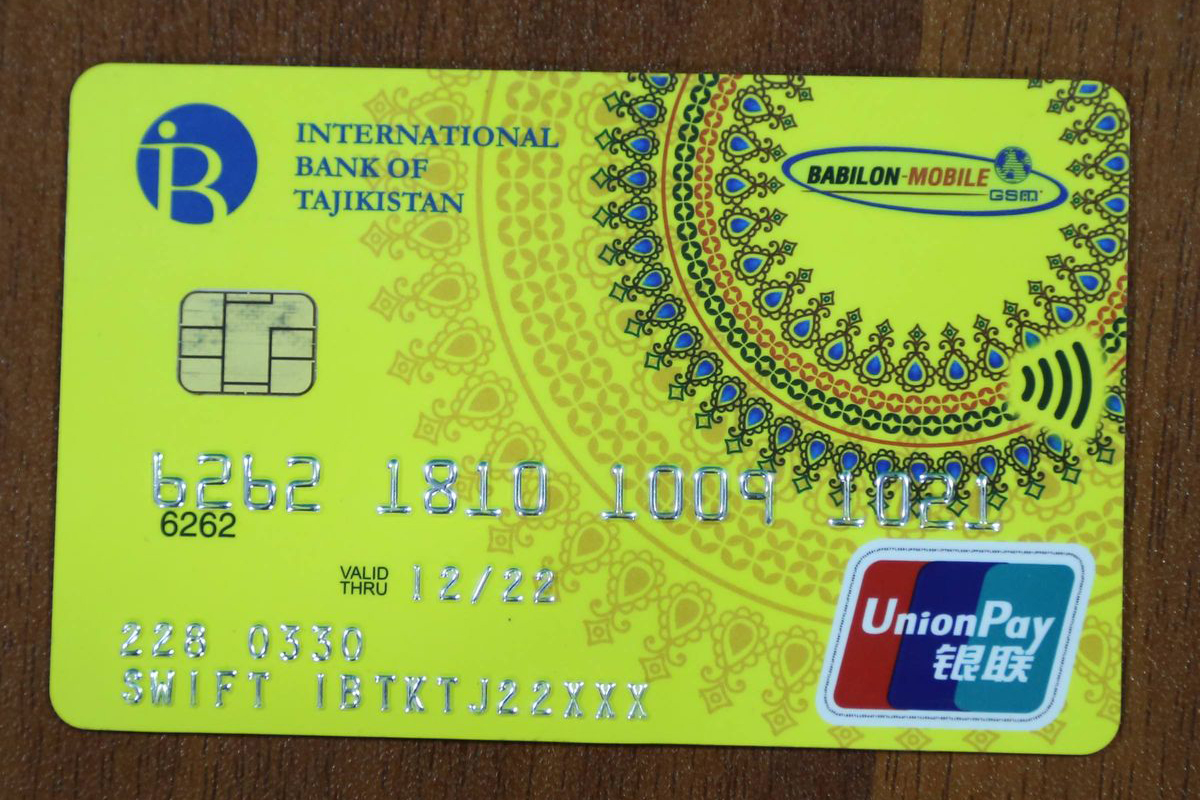 iB
INTERNATIONAL
BANK OF
TAJIKISTAN
BABILON-MOBILE
GSM
6262 1810 1009 1021
6262
VALID
THRU 12/22
228 0330
SWIFT IBTKTJ22XXX
UnionPay
银联